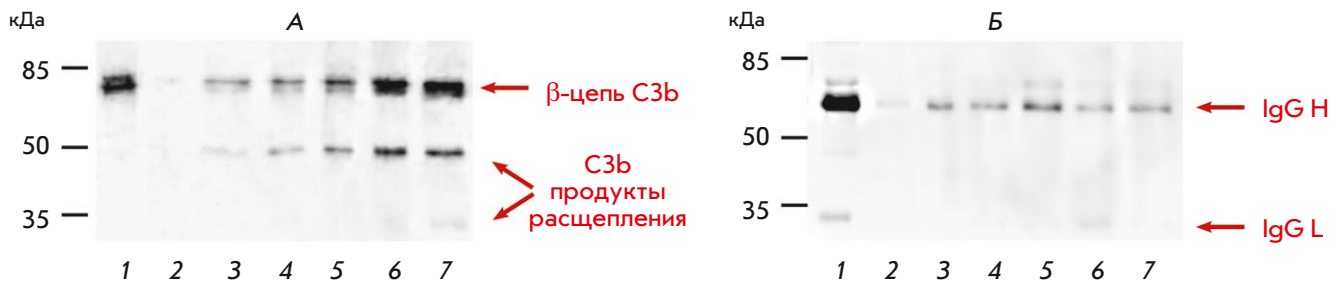 кДа
А
85
50
35
β-цепь C3b
C3b
продукты
расщепления
1 2 3 4 5 6 7
кДа
Б
85
50
35
IgG H
IgG L
1 2 3 4 5 6 7